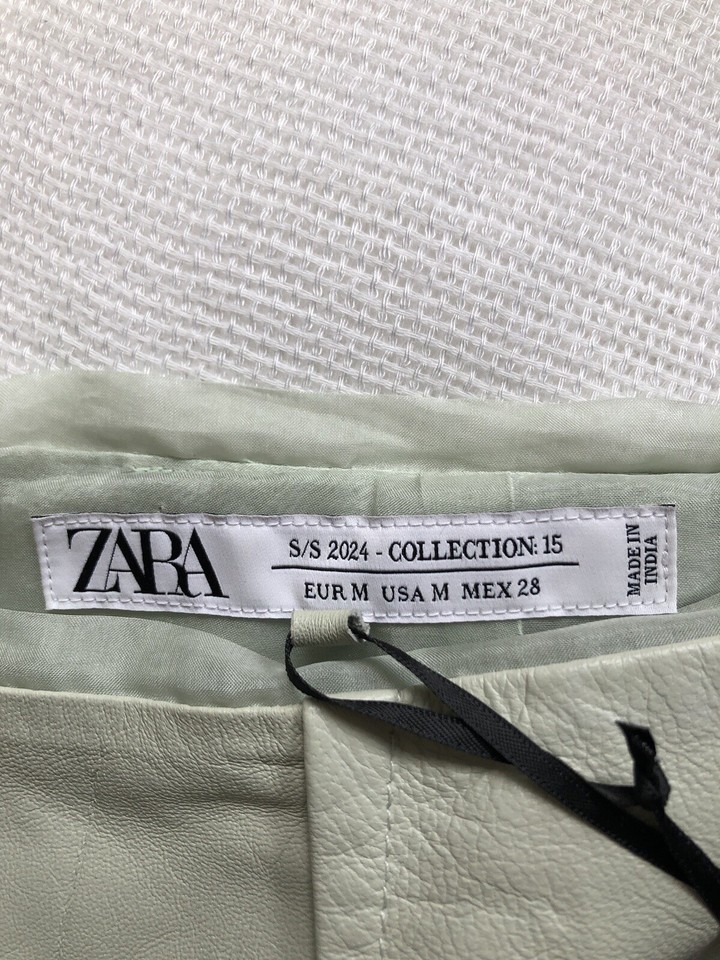 ZARA
S/S 2024 - COLLECTION: 15
EUR M USA M MEX 28
MADE IN
INDIA